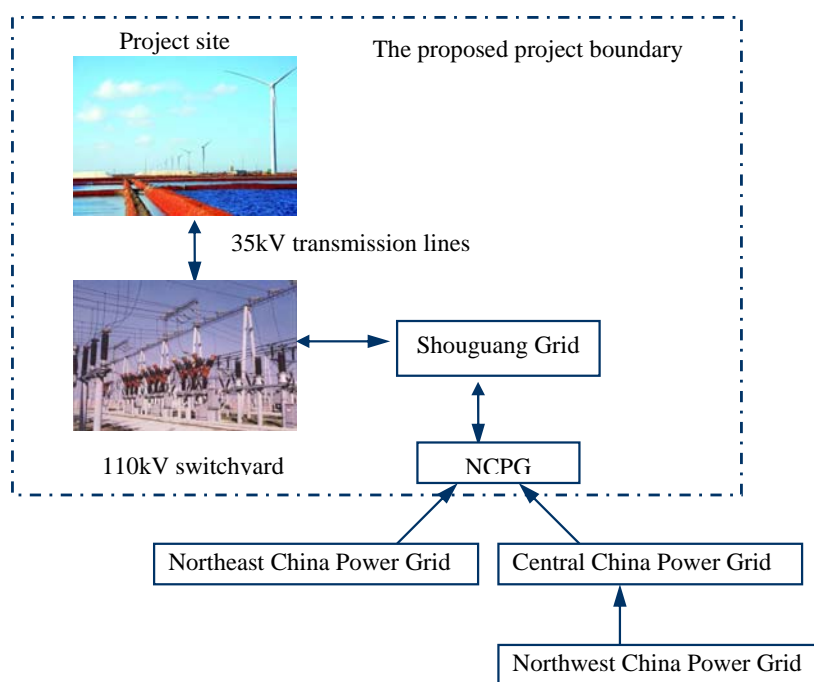 Project site
The proposed project boundary
35kV transmission lines
Shouguang Grid
110kV switchyard
NCPG
Northeast China Power Grid
Central China Power Grid
Northwest China Power Grid